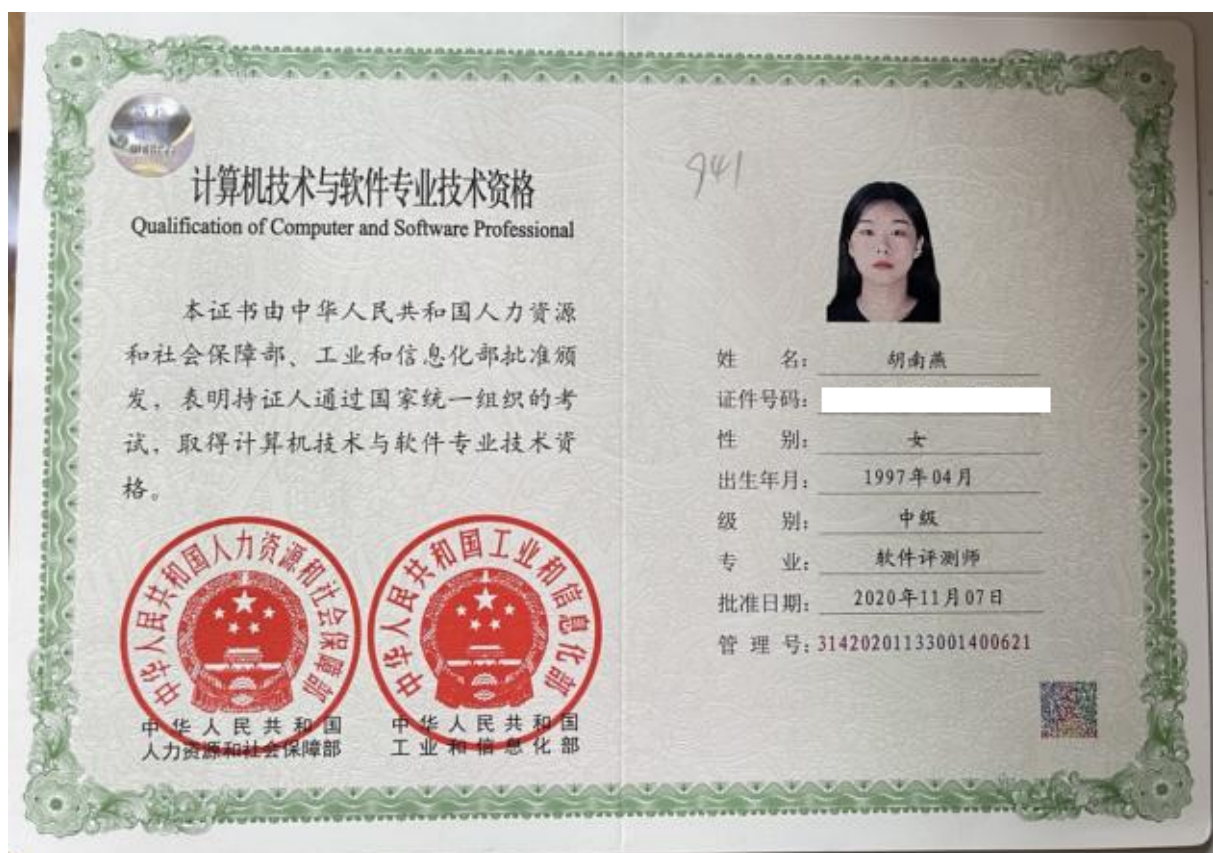 计算机技术与软件专业技术资格
Qualification of Computer and Software Professional
本证书由中华人民共和国人力资源
和社会保障部、工业和信息化部批准颁
发，表明持证人通过国家统一组织的考
试，取得计算机技术与软件专业技术资
格。
中华人民共和国人力资源和社会保障部
中华人民共和国工业和信息化部
中华人民共和国
人力资源和社会保障部
中华人民共和国
工业和信息化部
941
姓 名：胡南燕
证件号码：
性 别：女
出生年月：1997年04月
级 别：中级
专 业：软件评测师
批准日期：2020年11月07日
管 理 号：31420201133001400621